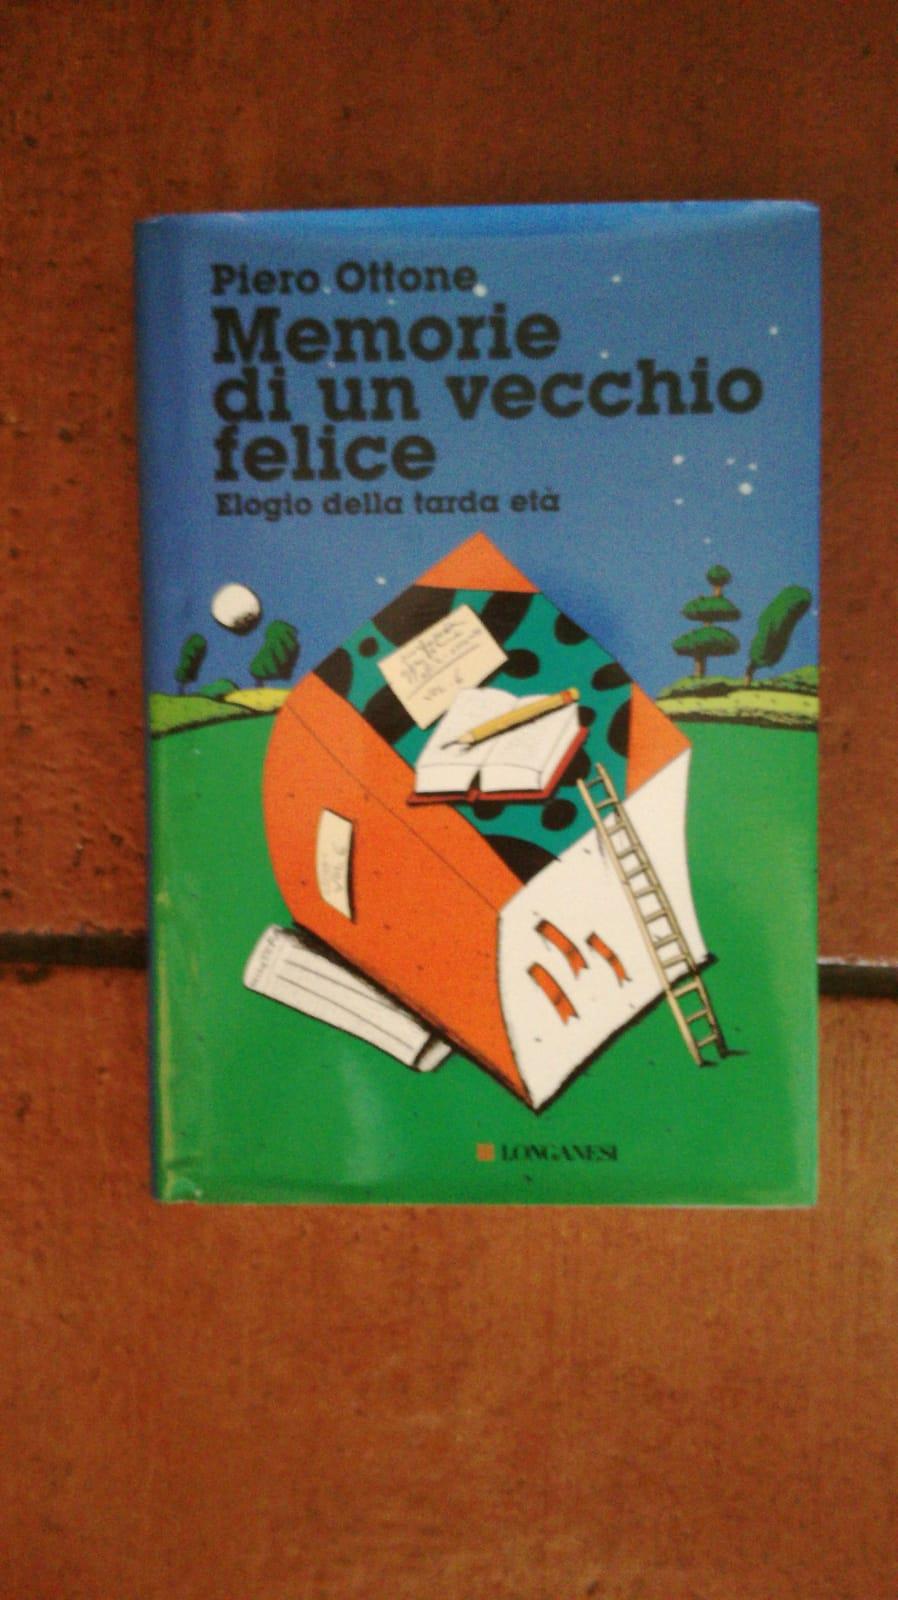 Piero Ottone
Memorie
di un vecchio
felice
Elogio della tarda età
LONGANESI